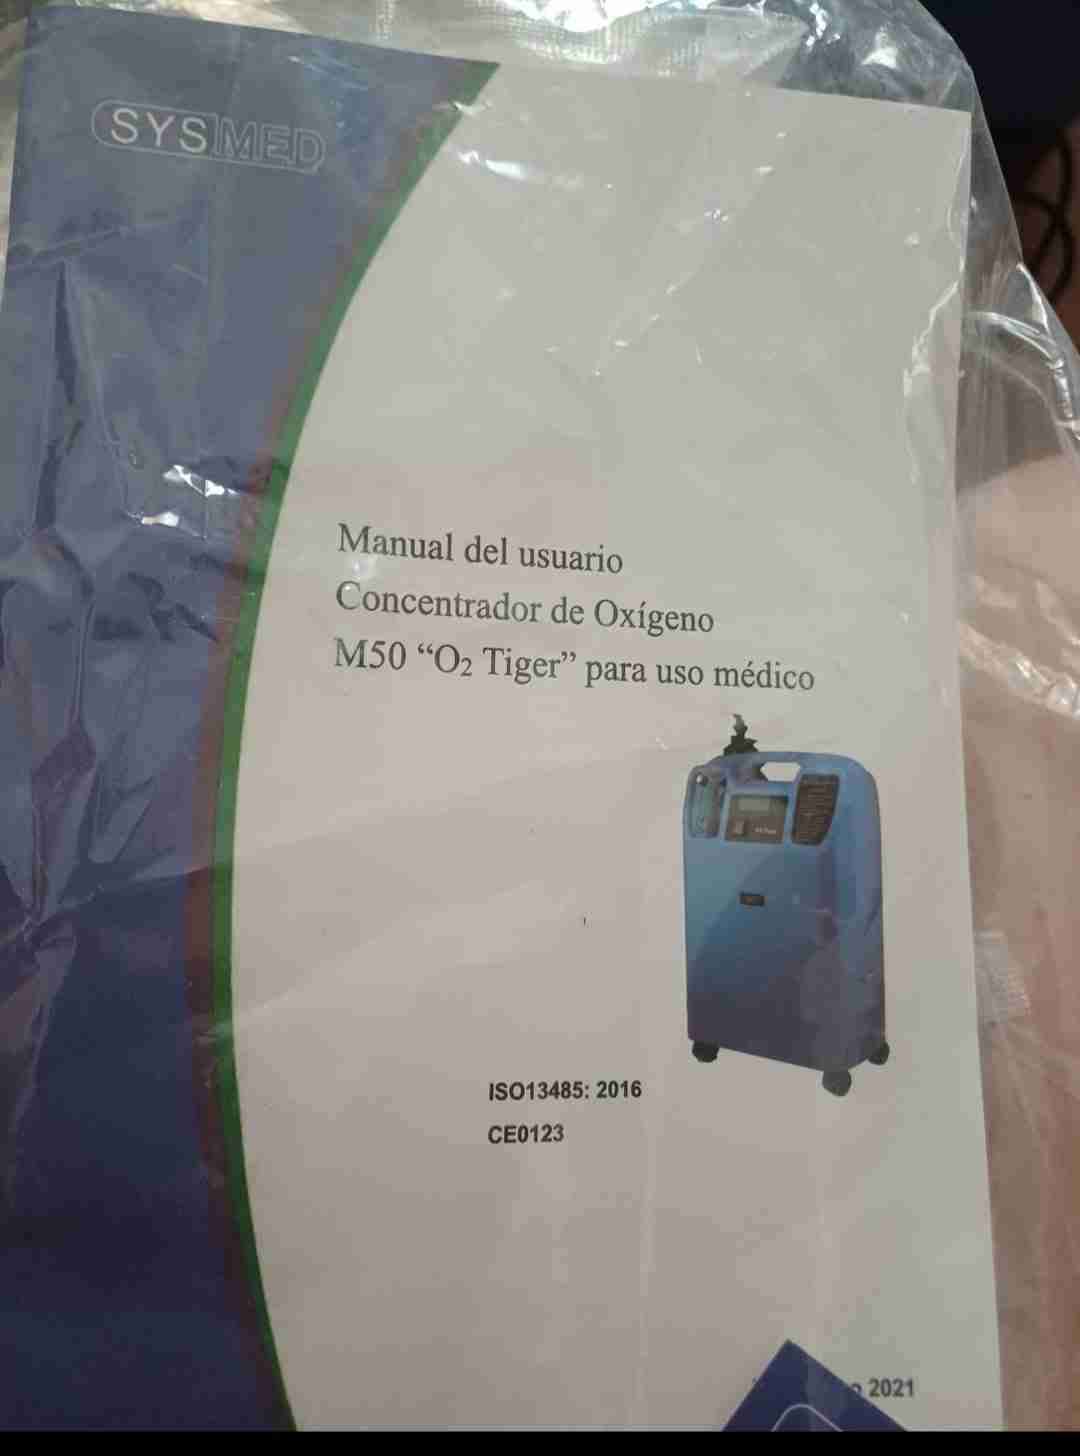 SYSMED
Manual del usuario
Concentrador de Oxígeno
M50 “O₂ Tiger” para uso médico
ISO13485: 2016
CE0123
2021